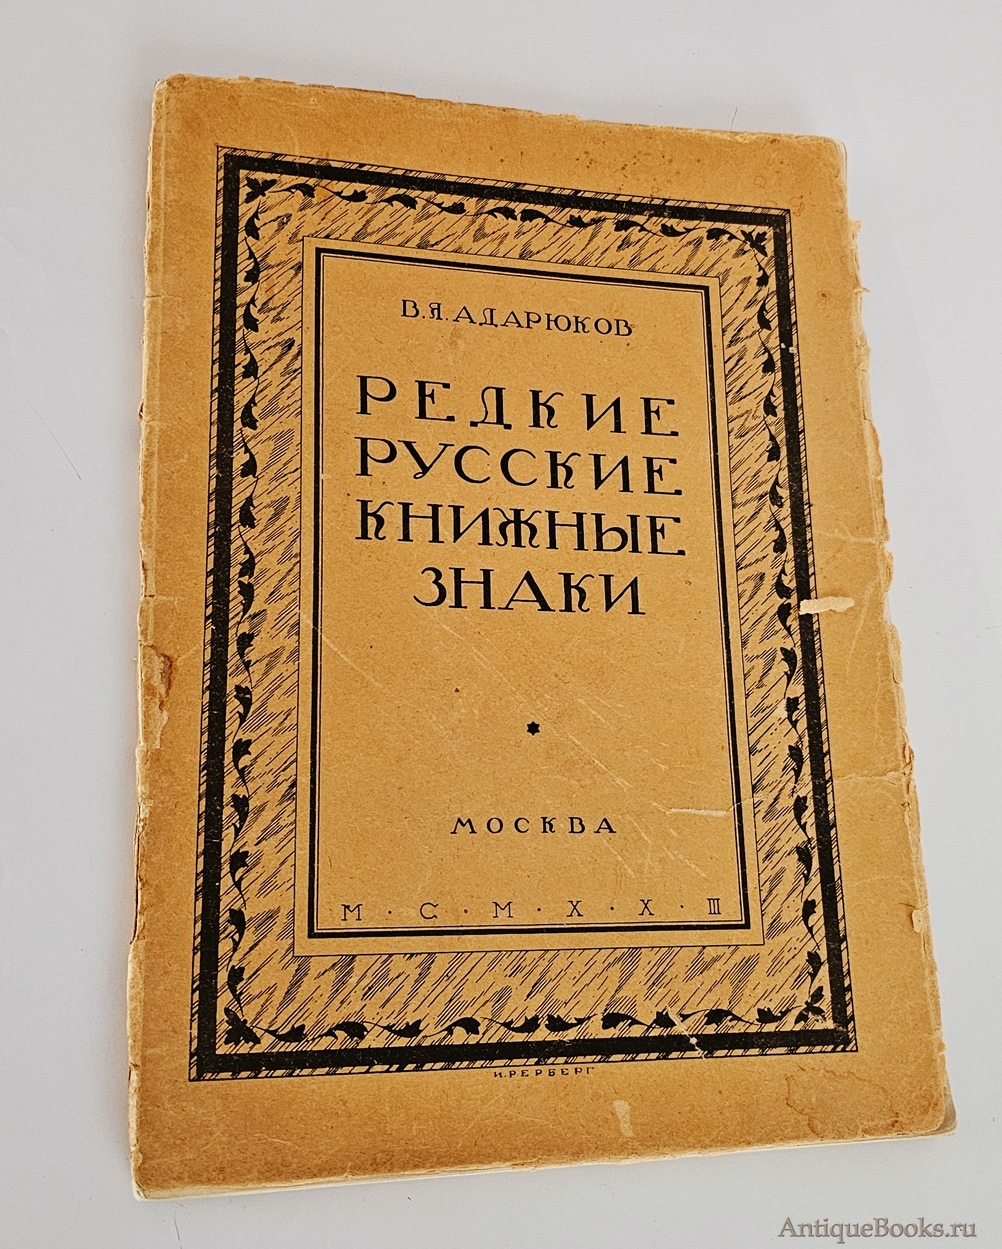 В.Я.АДАРЮКОВ
РЕДКИЕ
РУССКИЕ
КНИЖНЫЕ
ЗНАКИ
МОСКВА
М·С·М·X·X·III
И.РЕРБЕРГ
AntiqueBooks.ru